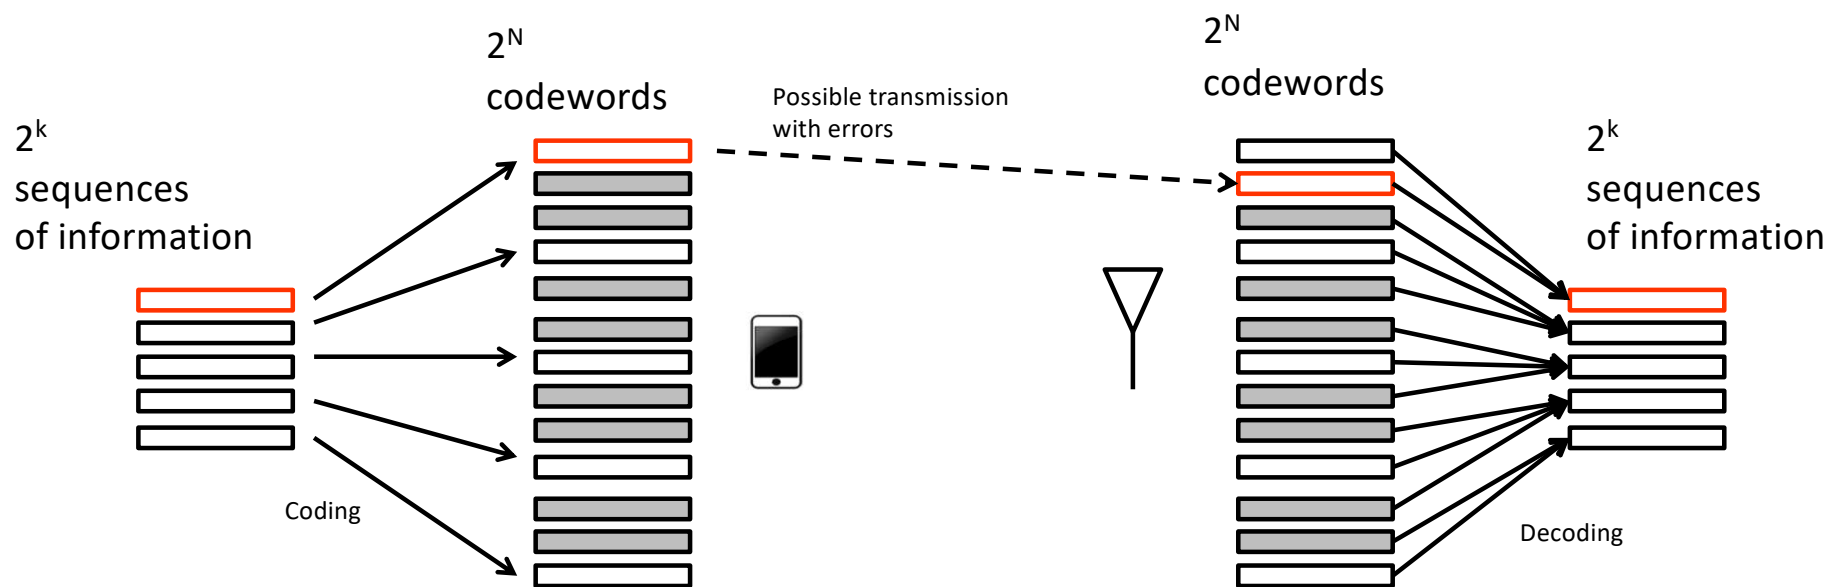 2^k
sequences
of information
2^N
codewords
Possible transmission
with errors
2^N
codewords
2^k
sequences
of information
Coding
Decoding